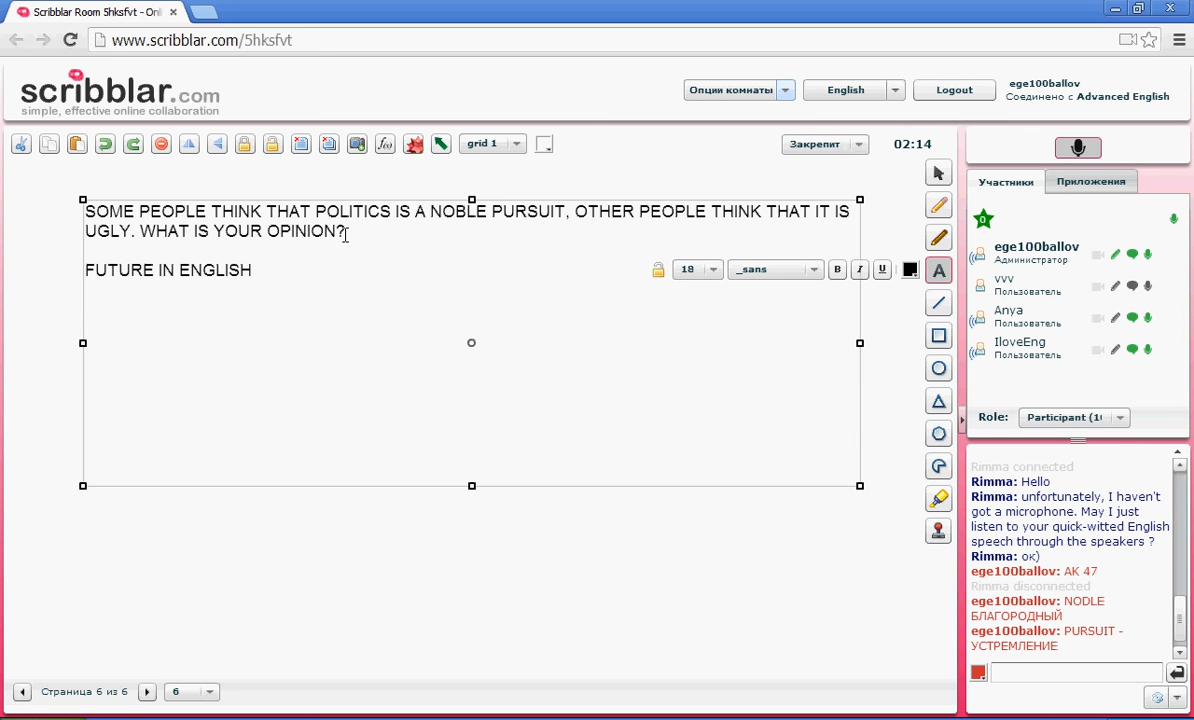 Scribblar Room 5hksfvt - Onl
www.scribblar.com/5hksfvt
scribblar.com
simple, effective online collaboration
Опции комнаты
English
Logout
ege100ballov
Соединено с Advanced English
grid 1
Закрепит
02:14
SOME PEOPLE THINK THAT POLITICS IS A NOBLE PURSUIT, OTHER PEOPLE THINK THAT IT IS
UGLY. WHAT IS YOUR OPINION?
FUTURE IN ENGLISH
18
_sans
B
I
U
A
f(x)
Участники
Приложения
0
ege100ballov
Администратор
vvv
Пользователь
Anya
Пользователь
IloveEng
Пользователь
Role:
Participant (1(
Rimma connected
Rimma: Hello
Rimma: unfortunately, I haven't
got a microphone. May I just
listen to your quick-witted English
speech through the speakers ?
Rimma: ок)
ege100ballov: AK 47
Rimma disconnected
ege100ballov: NODLE
БЛАГОРОДНЫЙ
ege100ballov: PURSUIT -
УСТРЕМЛЕНИЕ
Страница 6 из 6
6